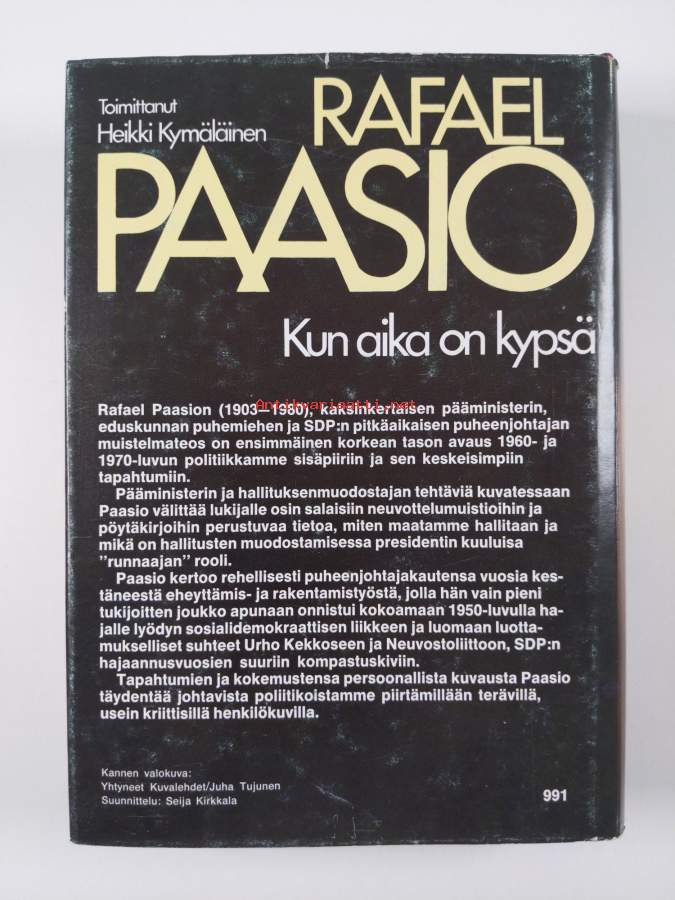 Toimittanut
Heikki Kymäläinen
RAFAEL
PAASIO
Kun aika on kypsä
Antikvariaatti.net
Rafael Paasion (1903—1980), kaksinkertaisen pääministerin,
eduskunnan puhemiehen ja SDP:n pitkäaikaisen puheenjohtajan
muistelmateos on ensimmäinen korkean tason avaus 1960- ja
1970-luvun politiikkamme sisäpiiriin ja sen keskeisimpiin
tapahtumiin.
Pääministerin ja hallituksenmuodostajan tehtäviä kuvatessaan
Paasio välittää lukijalle osin salaisiin neuvottelumuistioihin ja
pöytäkirjoihin perustuvaa tietoa, miten maatamme hallitaan ja
mikä on hallitusten muodostamisessa presidentin kuuluisa
”runnaajan” rooli.
Paasio kertoo rehellisesti puheenjohtajakautensa vuosia kes-
täneestä eheyttämis- ja rakentamistyöstä, jolla hän vain pieni
tukijoitten joukko apunaan onnistui kokoamaan 1950-luvulla ha-
jalle lyödyn sosialidemokraattisen liikkeen ja luomaan luotta-
mukselliset suhteet Urho Kekkoseen ja Neuvostoliittoon, SDP:n
hajaannusvuosien suuriin kompastuskiviin.
Tapahtumien ja kokemustensa persoonallista kuvausta Paasio
täydentää johtavista poliitikoistamme piirtämillään terävillä,
usein kriittisillä henkilökuvilla.
Kannen valokuva:
Yhtyneet Kuvalehdet/Juha Tujunen
Suunnittelu: Seija Kirkkala
991